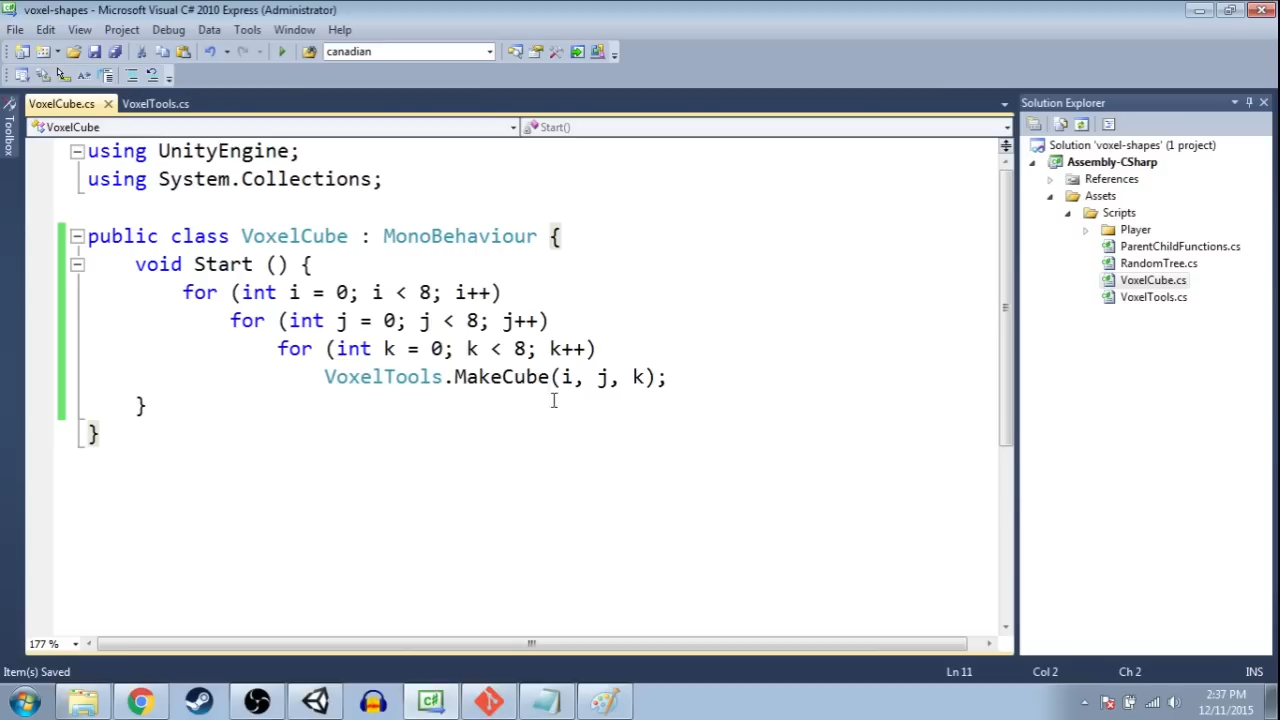 voxel-shapes - Microsoft Visual C# 2010 Express (Administrator)
File Edit View Project Debug Data Tools Window Help
canadian
VoxelCube.cs VoxelTools.cs
VoxelCube Start()
Toolbox
using UnityEngine;
using System.Collections;
public class VoxelCube : MonoBehaviour {
void Start () {
for (int i = 0; i < 8; i++)
for (int j = 0; j < 8; j++)
for (int k = 0; k < 8; k++)
VoxelTools.MakeCube(i, j, k);
}
}
177 %
Solution Explorer
Solution 'voxel-shapes' (1 project)
Assembly-CSharp
References
Assets
Scripts
Player
ParentChildFunctions.cs
RandomTree.cs
VoxelCube.cs
VoxelTools.cs
Item(s) Saved Ln 11 Col 2 Ch 2 INS
2:37 PM
12/11/2015